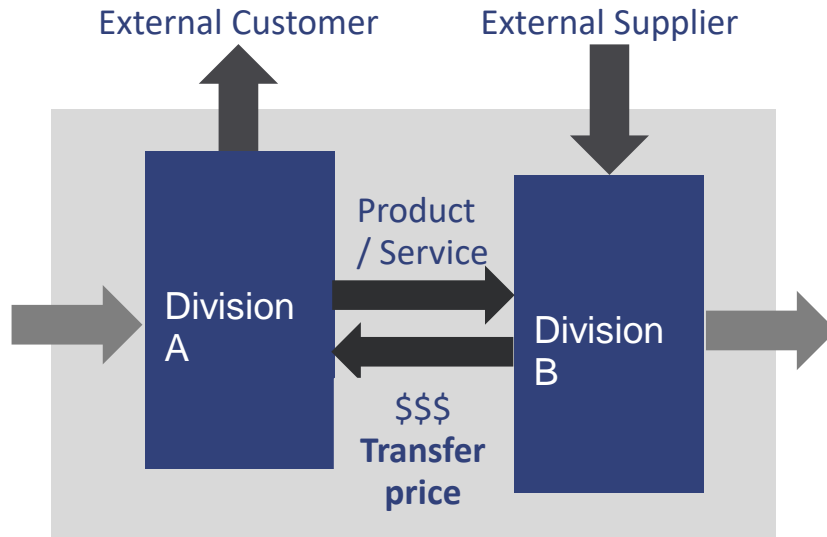 External Customer
External Supplier
Product
/ Service
Division
A
Division
B
$$$
Transfer
price